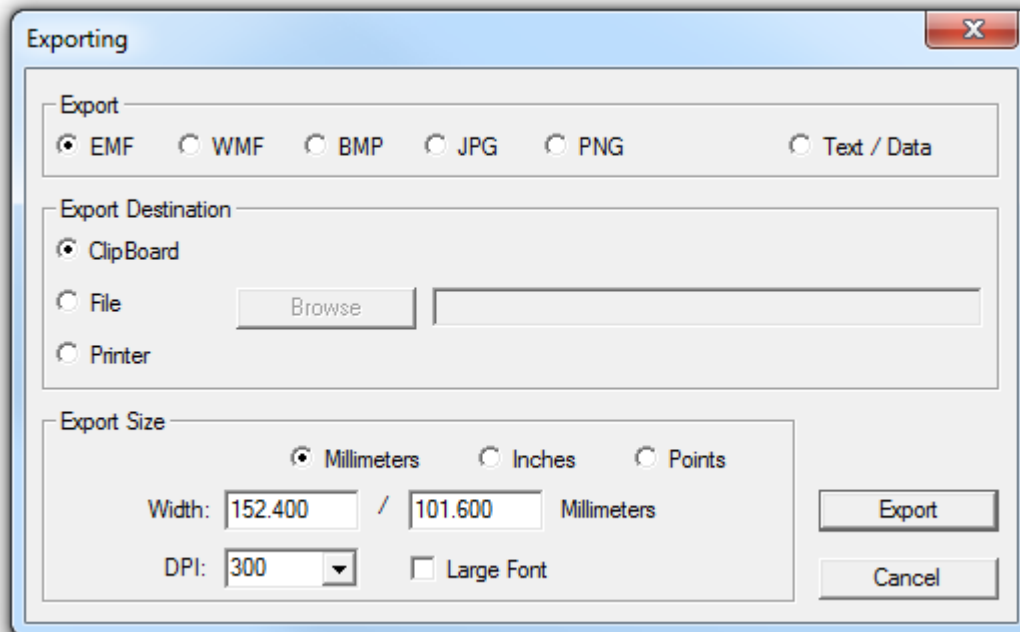 Exporting
Export
EMF WMF BMP JPG PNG Text / Data
Export Destination
ClipBoard
File Browse
Printer
Export Size
Millimeters Inches Points
Width: 152.400 / 101.600 Millimeters
Export
DPI: 300 Large Font
Cancel